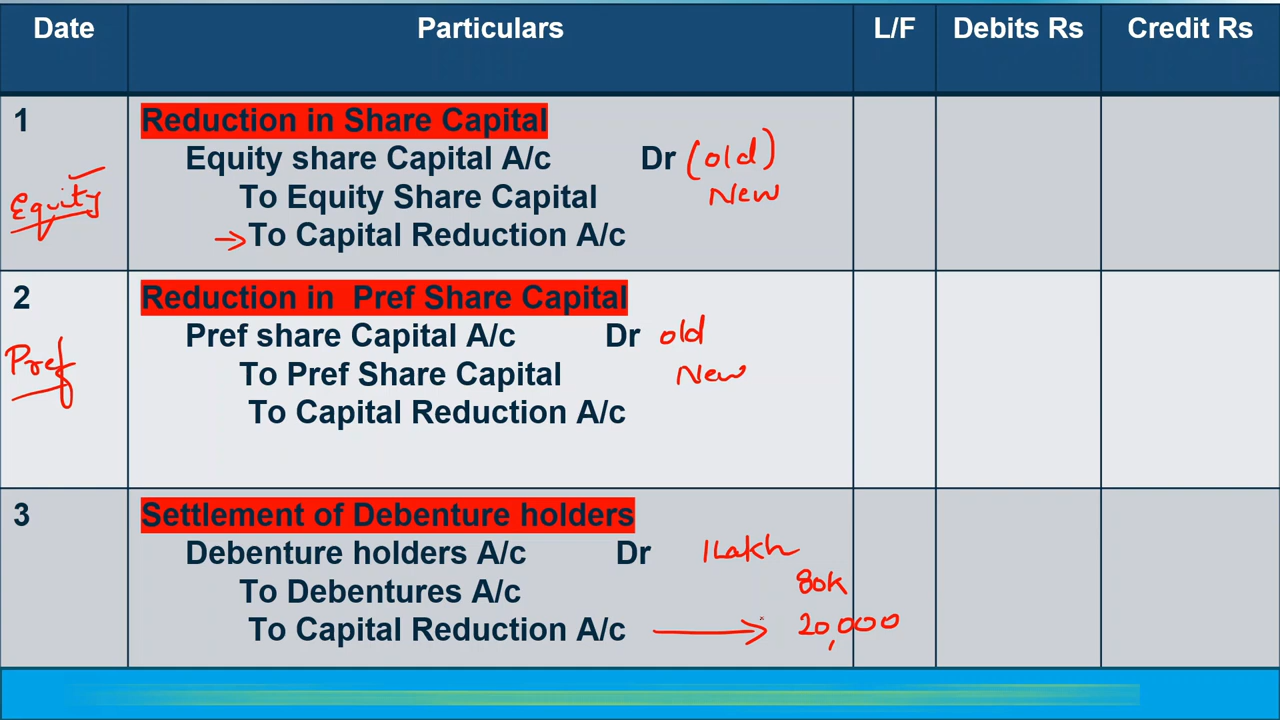 Date Particulars L/F Debits Rs Credit Rs
1 Reduction in Share Capital
Equity share Capital A/c Dr (old)
Equity To Equity Share Capital New
→To Capital Reduction A/c
2 Reduction in Pref Share Capital
Pref share Capital A/c Dr old
Pref To Pref Share Capital New
To Capital Reduction A/c
3 Settlement of Debenture holders
Debenture holders A/c Dr 1Lakh
To Debentures A/c 80k
To Capital Reduction A/c → 20,000